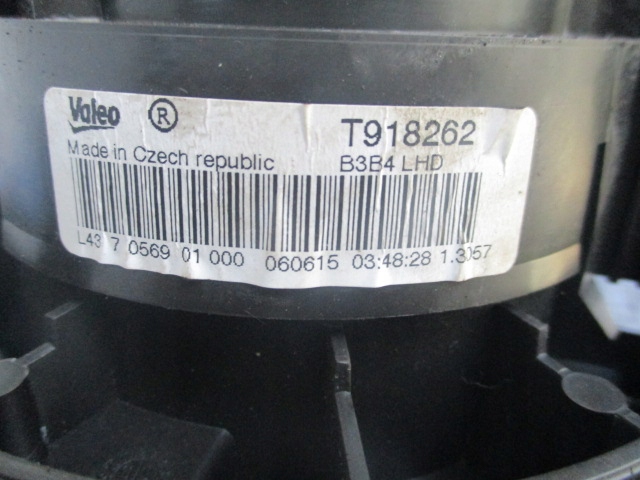 Valeo ® T918262
Made in Czech republic B3B4 LHD
L43 7 0569 01 000 060615 03:48:28 1.3057